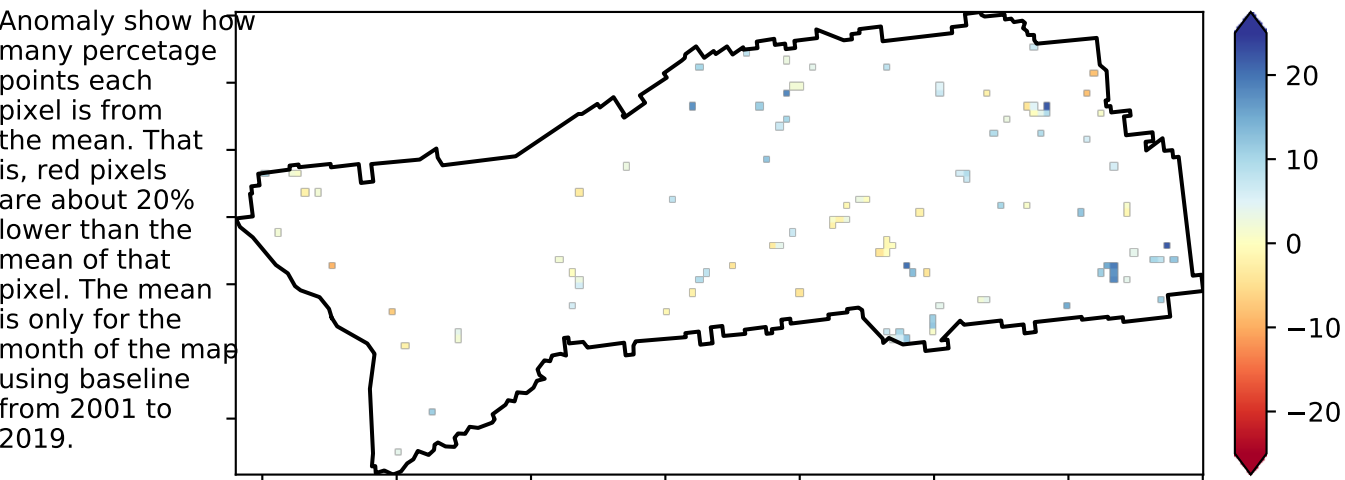 Anomaly show how
many percetage
points each
pixel is from
the mean. That
is, red pixels
are about 20%
lower than the
mean of that
pixel. The mean
is only for the
month of the map
using baseline
from 2001 to
2019.
20
10
0
−10
−20